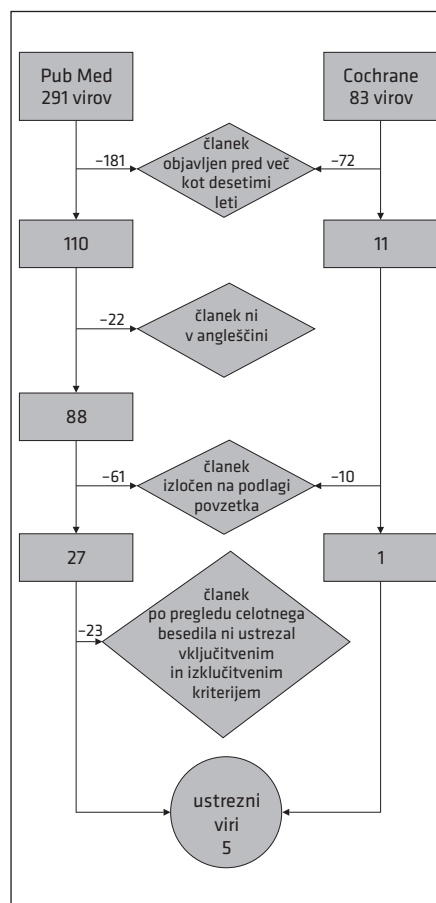 Pub Med
291 virov
Cochrane
83 virov
članek
objavljen pred več
kot desetimi
leti
–181
–72
110
11
–22
članek ni
v angleščini
88
–61
članek
izločen na podlagi
povzetka
–10
27
1
–23
članek
po pregledu celotnega
besedila ni ustrezal
vključitvenim
in izključitvenim
kriterijem
ustrezni
viri
5